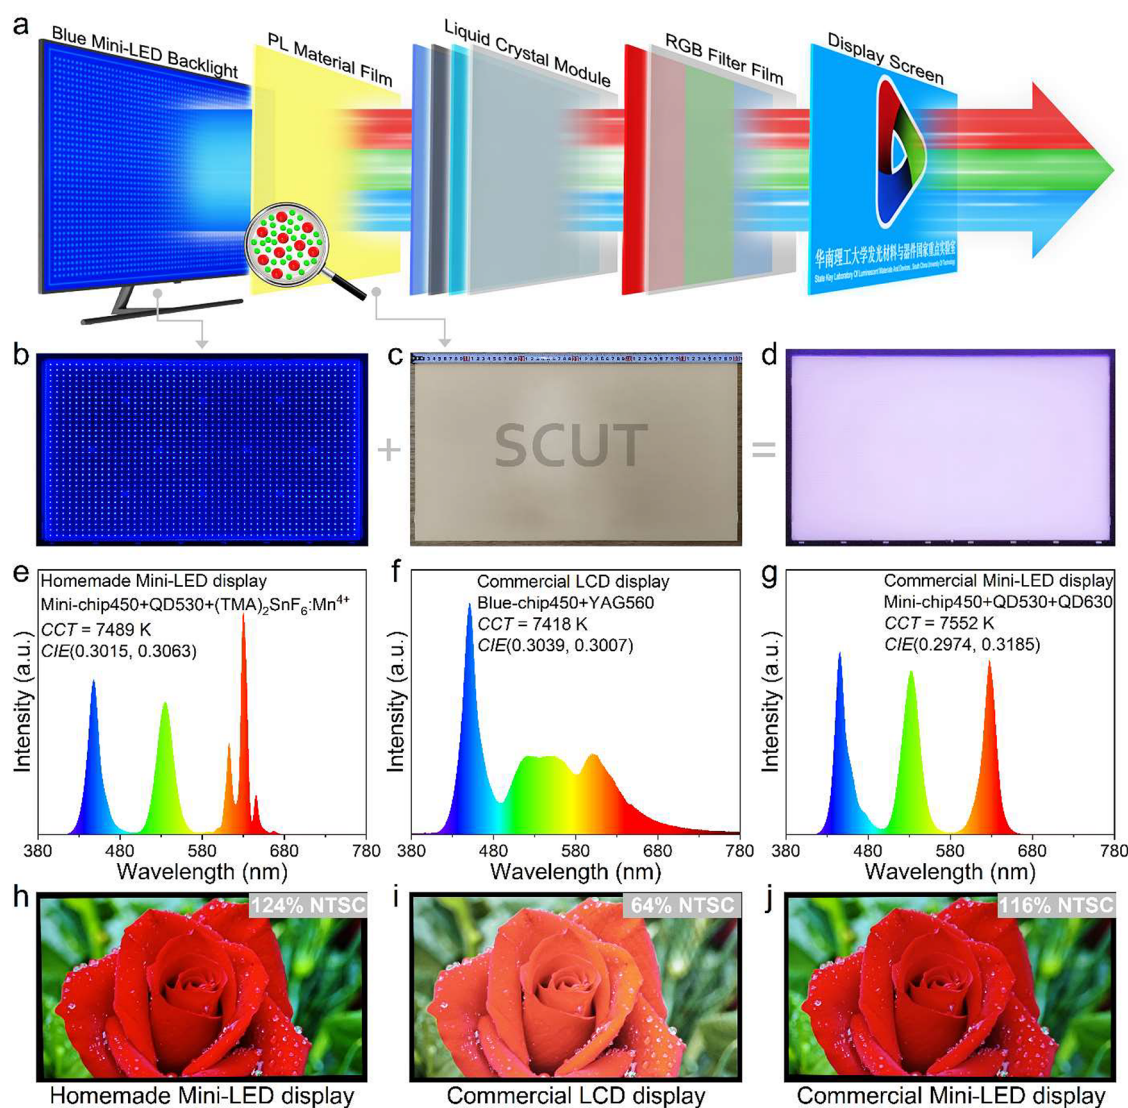 a
Blue Mini-LED Backlight
PL Material Film
Liquid Crystal Module
RGB Filter Film
Display Screen
华南理工大学发光材料与器件国家重点实验室
State Key Laboratory Of Luminescent Materials And Devices, South China University Of Technology
b
c
d
SCUT
+
=
e
Homemade Mini-LED display
Mini-chip450+QD530+(TMA)₂SnF₆:Mn⁴⁺
CCT = 7489 K
CIE(0.3015, 0.3063)
Intensity (a.u.)
380 480 580 680 780
Wavelength (nm)
f
Commercial LCD display
Blue-chip450+YAG560
CCT = 7418 K
CIE(0.3039, 0.3007)
Intensity (a.u.)
380 480 580 680 780
Wavelength (nm)
g
Commercial Mini-LED display
Mini-chip450+QD530+QD630
CCT = 7552 K
CIE(0.2974, 0.3185)
Intensity (a.u.)
380 480 580 680 780
Wavelength (nm)
h
124% NTSC
Homemade Mini-LED display
i
64% NTSC
Commercial LCD display
j
116% NTSC
Commercial Mini-LED display